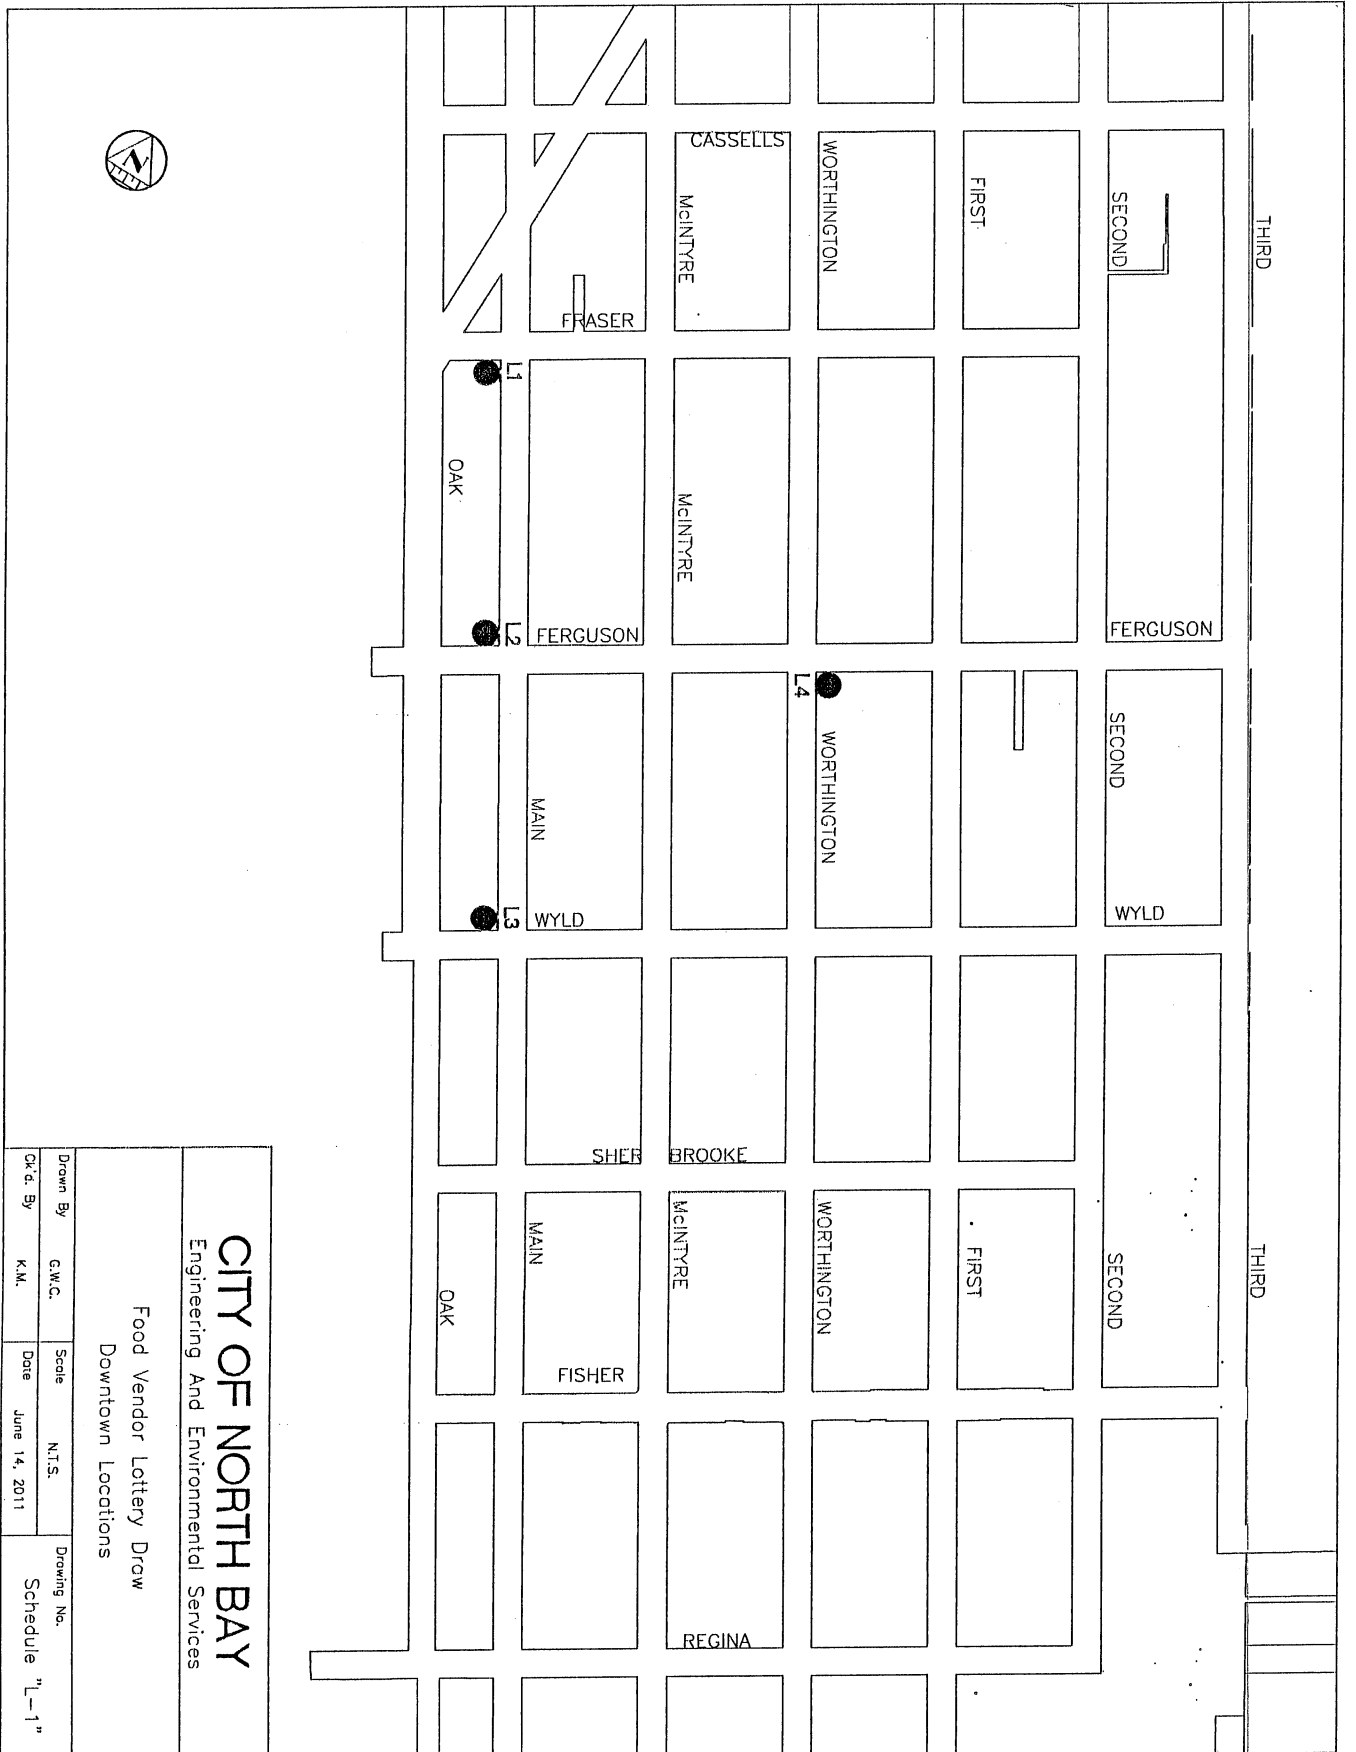 THIRD
THIRD
SECOND
FERGUSON
SECOND
WYLD
SECOND
FIRST
FIRST
WORTHINGTON
L4
WORTHINGTON
WORTHINGTON
CASSELLS
McINTYRE
McINTYRE
McINTYRE
REGINA
FRASER
FERGUSON
MAIN
WYLD
SHERBROOKE
MAIN
FISHER
L1
L2
L3
OAK
OAK
N
CITY OF NORTH BAY
Engineering And Environmental Services
Food Vendor Lottery Draw
Downtown Locations
Drawn By G.W.C.
Scale N.T.S.
Drawing No.
Ck'd. By K.M.
Date June 14, 2011
Schedule "L-1"